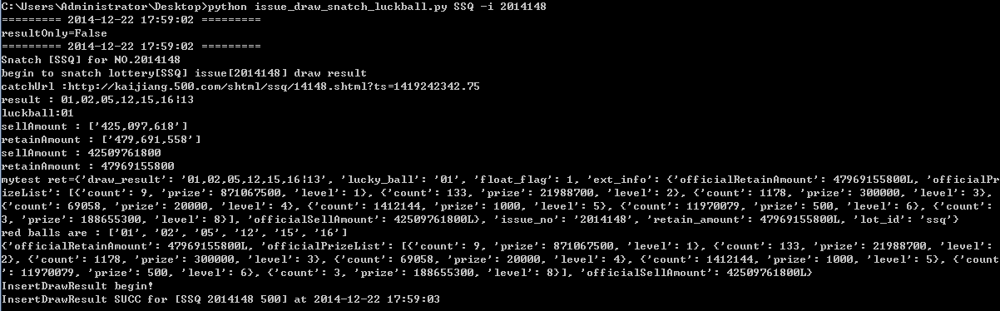 C:\Users\Administrator\Desktop>python issue_draw_snatch_luckball.py SSQ -i 2014148
========= 2014-12-22 17:59:02 =========
resultOnly=False
========= 2014-12-22 17:59:02 =========
Snatch [SSQ] for NO.2014148
begin to snatch lottery[SSQ] issue[2014148] draw result
catchUrl :http://kaijiang.500.com/shtml/ssq/14148.shtml?ts=1419242342.75
result : 01,02,05,12,15,16|13
luckball:01
sellAmount : ['425,097,618']
retainAmount : ['479,691,558']
sellAmount : 42509761800
retainAmount : 47969155800
mytest ret={'draw_result': '01,02,05,12,15,16|13', 'lucky_ball': '01', 'float_flag': 1, 'ext_info': {'officialRetainAmount': 47969155800L, 'officialPr
izeList': [{'count': 9, 'prize': 871067500, 'level': 1}, {'count': 133, 'prize': 21988700, 'level': 2}, {'count': 1178, 'prize': 300000, 'level': 3},
{'count': 69058, 'prize': 20000, 'level': 4}, {'count': 1412144, 'prize': 1000, 'level': 5}, {'count': 11970079, 'prize': 500, 'level': 6}, {'count':
3, 'prize': 188655300, 'level': 8}], 'officialSellAmount': 42509761800L}, 'issue_no': '2014148', 'retain_amount': 47969155800L, 'lot_id': 'ssq'}
red balls are : ['01', '02', '05', '12', '15', '16']
{'officialRetainAmount': 47969155800L, 'officialPrizeList': [{'count': 9, 'prize': 871067500, 'level': 1}, {'count': 133, 'prize': 21988700, 'level':
2}, {'count': 1178, 'prize': 300000, 'level': 3}, {'count': 69058, 'prize': 20000, 'level': 4}, {'count': 1412144, 'prize': 1000, 'level': 5}, {'count
': 11970079, 'prize': 500, 'level': 6}, {'count': 3, 'prize': 188655300, 'level': 8}], 'officialSellAmount': 42509761800L}
InsertDrawResult begin!
InsertDrawResult SUCC for [SSQ 2014148 500] at 2014-12-22 17:59:03